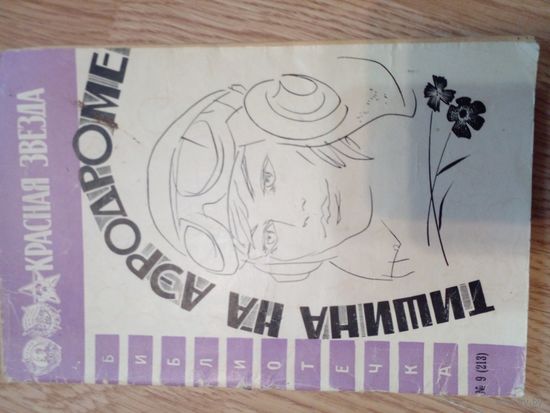 КРАСНАЯ ЗВЕЗДА
БИБЛИОТЕЧКА
ТИШИНА НА АЭРОДРОМЕ
№ 9 (213)